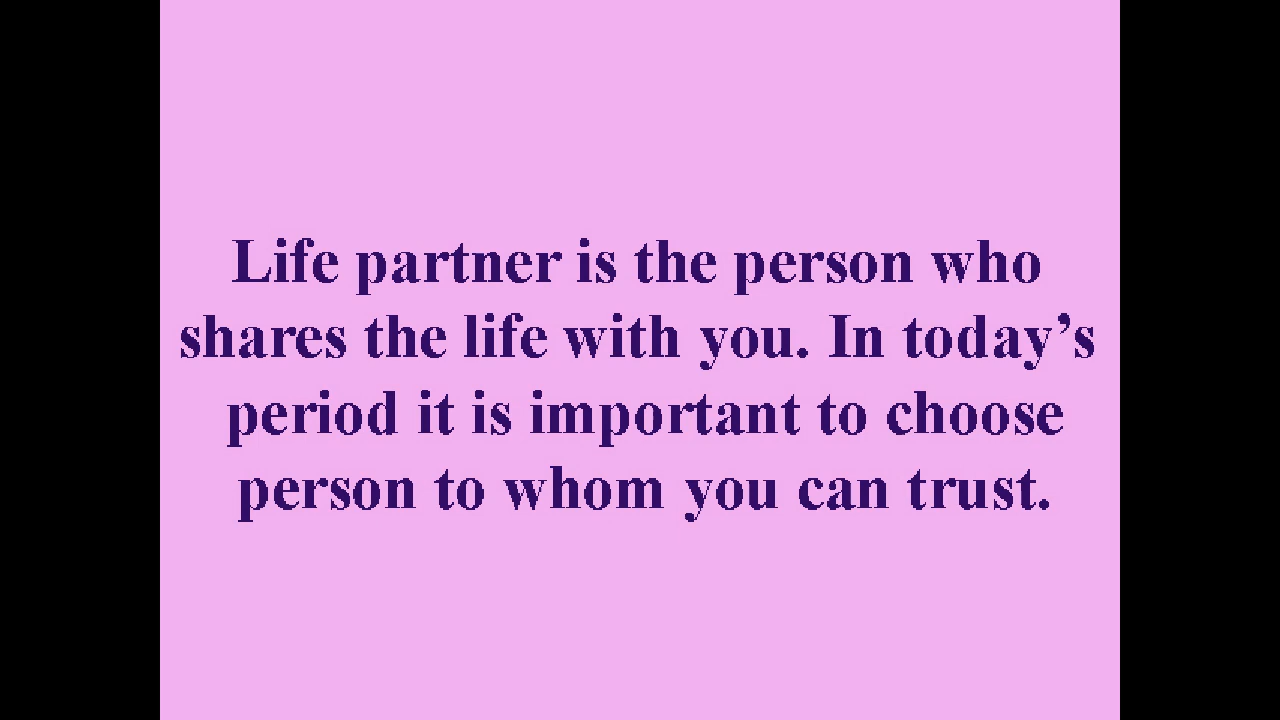 Life partner is the person who
shares the life with you. In today’s
period it is important to choose
person to whom you can trust.